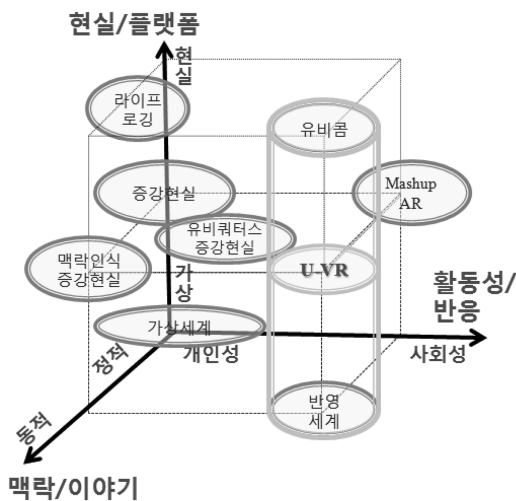 현실/플랫폼
현실
라이프
로깅
유비콤
증강현실
Mashup
AR
유비쿼터스
증강현실
맥락인식
증강현실
가상
U-VR
활동성/
반응
가상세계
정적
개인성
사회성
반영
세계
동적
맥락/이야기